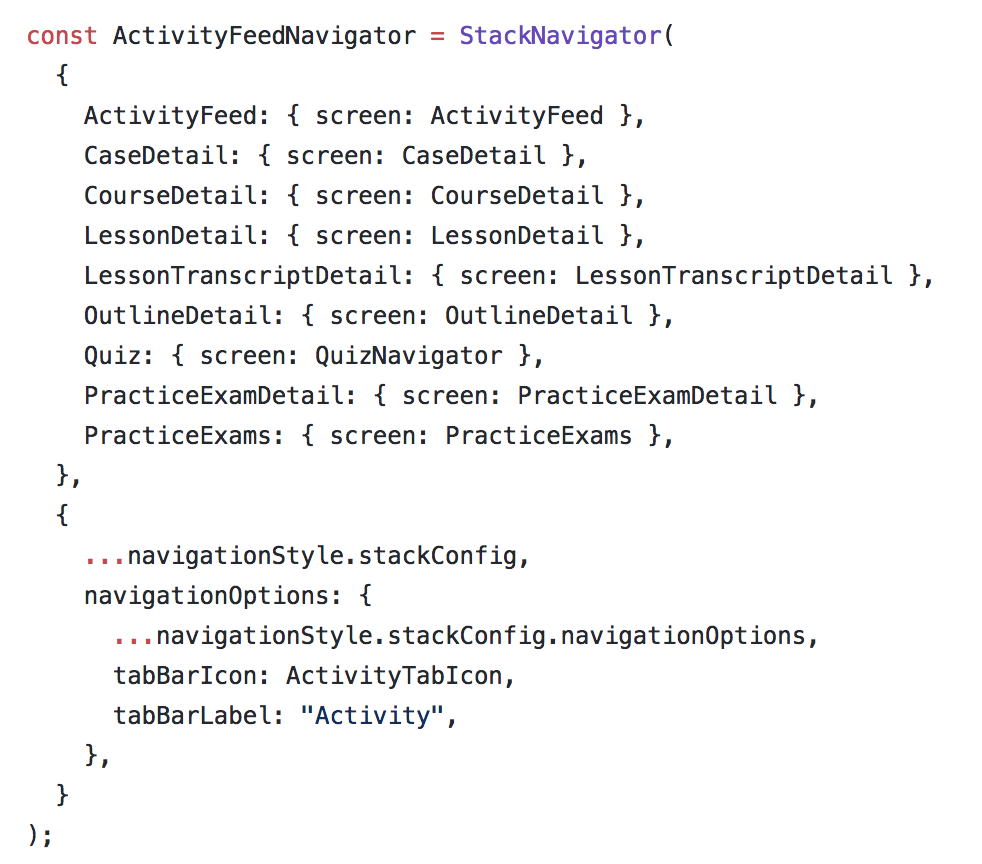 const ActivityFeedNavigator = StackNavigator(
  {
    ActivityFeed: { screen: ActivityFeed },
    CaseDetail: { screen: CaseDetail },
    CourseDetail: { screen: CourseDetail },
    LessonDetail: { screen: LessonDetail },
    LessonTranscriptDetail: { screen: LessonTranscriptDetail },
    OutlineDetail: { screen: OutlineDetail },
    Quiz: { screen: QuizNavigator },
    PracticeExamDetail: { screen: PracticeExamDetail },
    PracticeExams: { screen: PracticeExams },
  },
  {
    ...navigationStyle.stackConfig,
    navigationOptions: {
      ...navigationStyle.stackConfig.navigationOptions,
      tabBarIcon: ActivityTabIcon,
      tabBarLabel: "Activity",
    },
  }
);